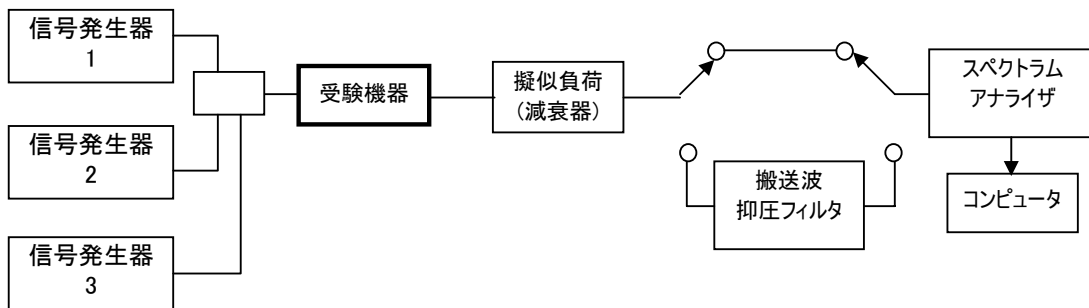 信号発生器
1
信号発生器
2
信号発生器
3
受験機器
擬似負荷
(減衰器)
搬送波
抑圧フィルタ
スペクトラム
アナライザ
コンピュータ